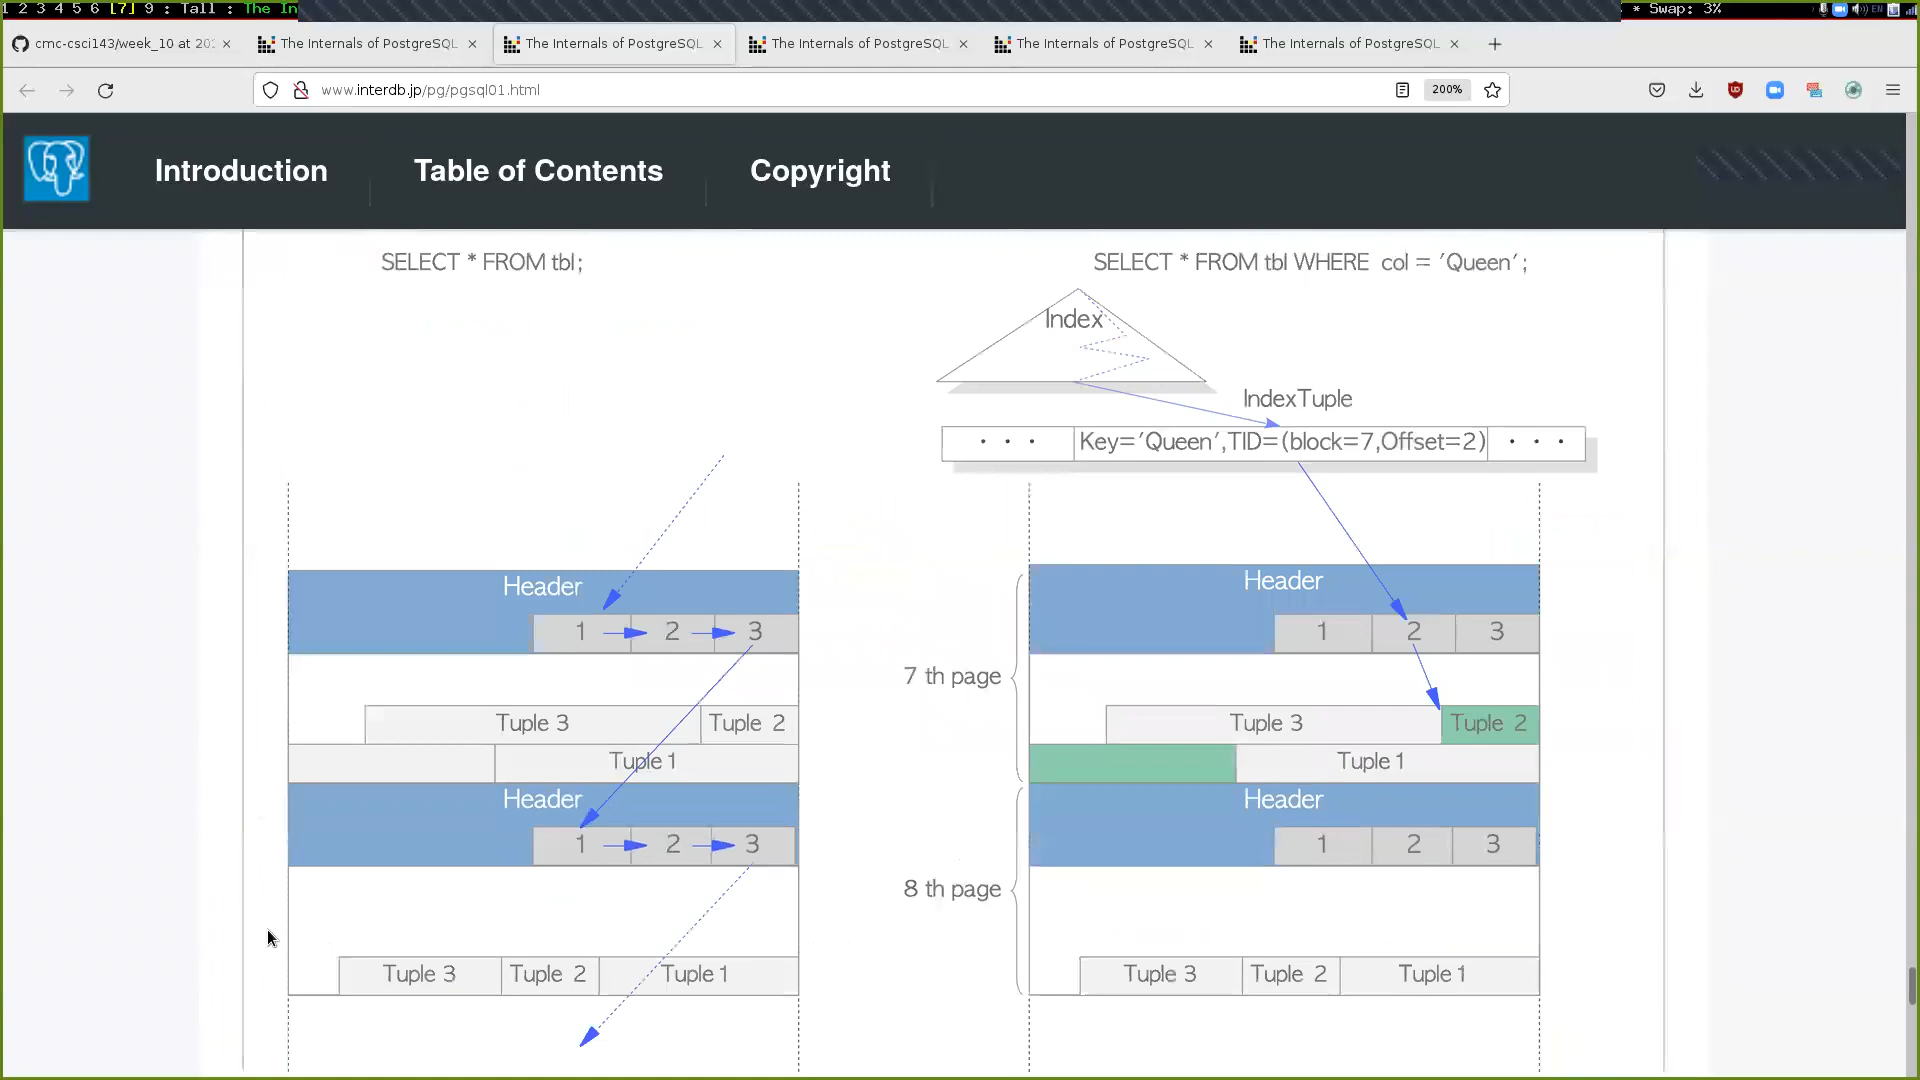 1 2 3 4 5 6 [7] 9 : Tall : The In
* Swap: 3%
EN
cmc-csci143/week_10 at 20
The Internals of PostgreSQL
The Internals of PostgreSQL
The Internals of PostgreSQL
The Internals of PostgreSQL
The Internals of PostgreSQL
www.interdb.jp/pg/pgsql01.html
200%
Introduction
Table of Contents
Copyright
SELECT * FROM tbl;
SELECT * FROM tbl WHERE col = 'Queen';
Index
IndexTuple
· · · Key='Queen',TID=(block=7,Offset=2) · · ·
Header
1 2 3
Tuple 3 Tuple 2
Tuple 1
Header
1 2 3
Tuple 3 Tuple 2 Tuple 1
7 th page
8 th page
Header
1 2 3
Tuple 3 Tuple 2
Tuple 1
Header
1 2 3
Tuple 3 Tuple 2 Tuple 1